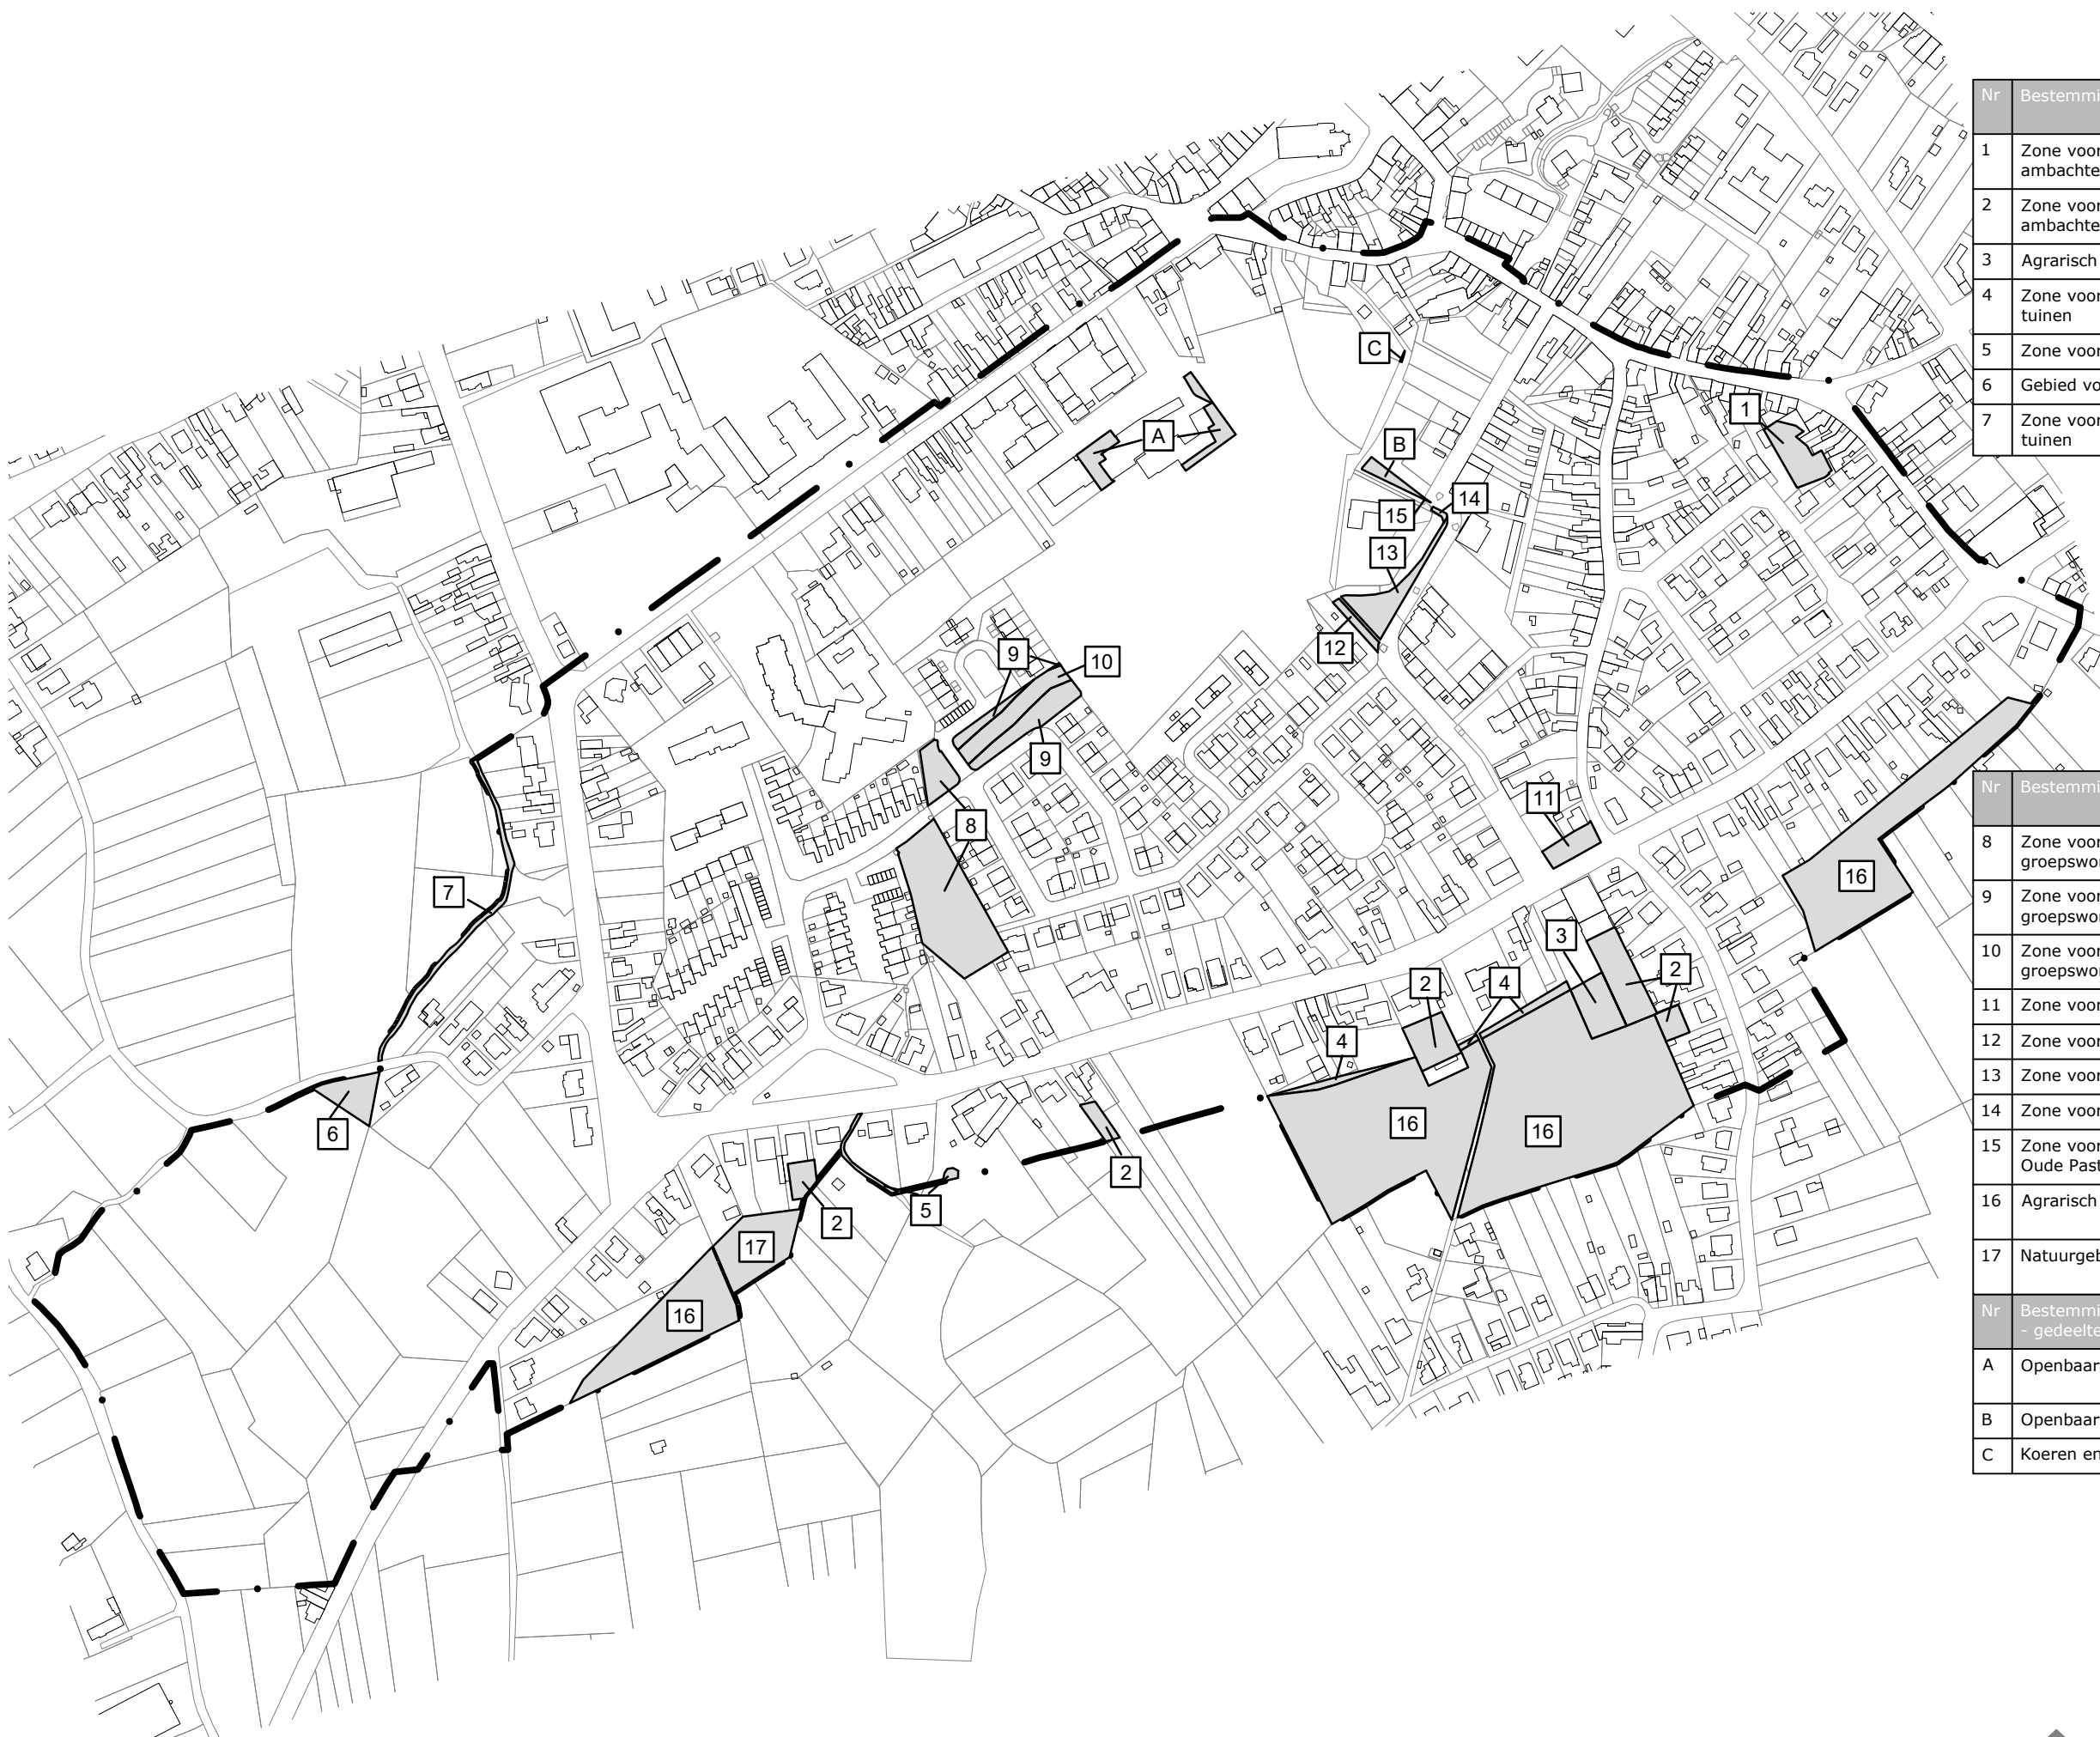 C
1
A
B
14
15
13
12
9
10
9
11
8
16
7
3
2
2
4
4
16
16
6
2
5
2
17
16
Nr Bestemmi
1 Zone voor
ambachte
2 Zone voor
ambachte
3 Agrarisch
4 Zone voor
tuinen
5 Zone voor
6 Gebied vo
7 Zone voor
tuinen
Nr Bestemmi
8 Zone voor
groepswo
9 Zone voor
groepswo
10 Zone voor
groepswo
11 Zone voor
12 Zone voor
13 Zone voor
14 Zone voor
15 Zone voor
Oude Past
16 Agrarisch
17 Natuurgeb
Nr Bestemmi
- gedeelte
A Openbaar
B Openbaar
C Koeren en